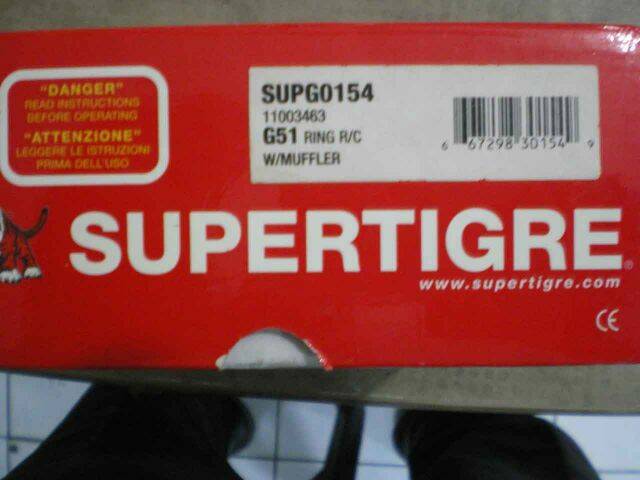 "DANGER"
READ INSTRUCTIONS
BEFORE OPERATING
"ATTENZIONE"
LEGGERE LE ISTRUZIONI
PRIMA DELL'USO
SUPG0154
11003463
G51 RING R/C
W/MUFFLER
6 67298 30154 9
SUPERTIGRE®
www.supertigre.com
CE